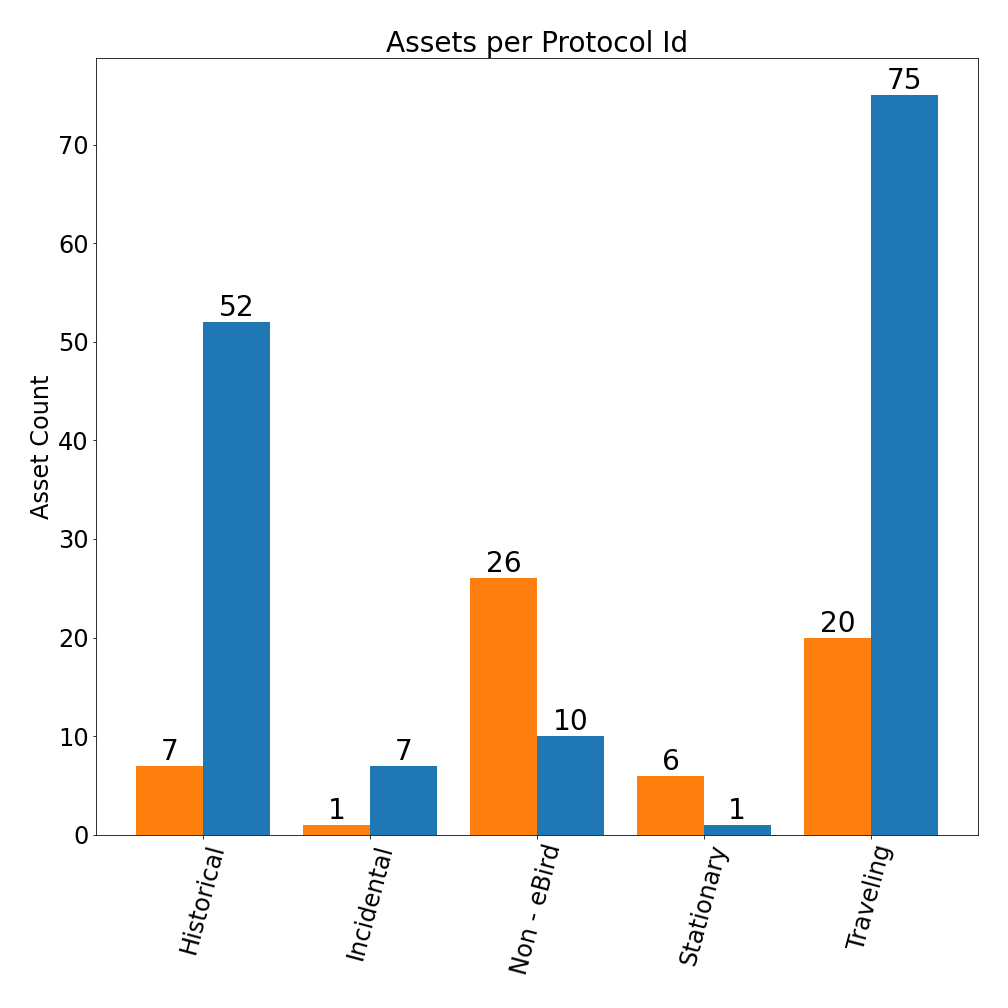 Assets per Protocol Id
Asset Count
70
60
50
40
30
20
10
0
7
52
1
7
26
10
6
1
20
75
Historical
Incidental
Non - eBird
Stationary
Traveling